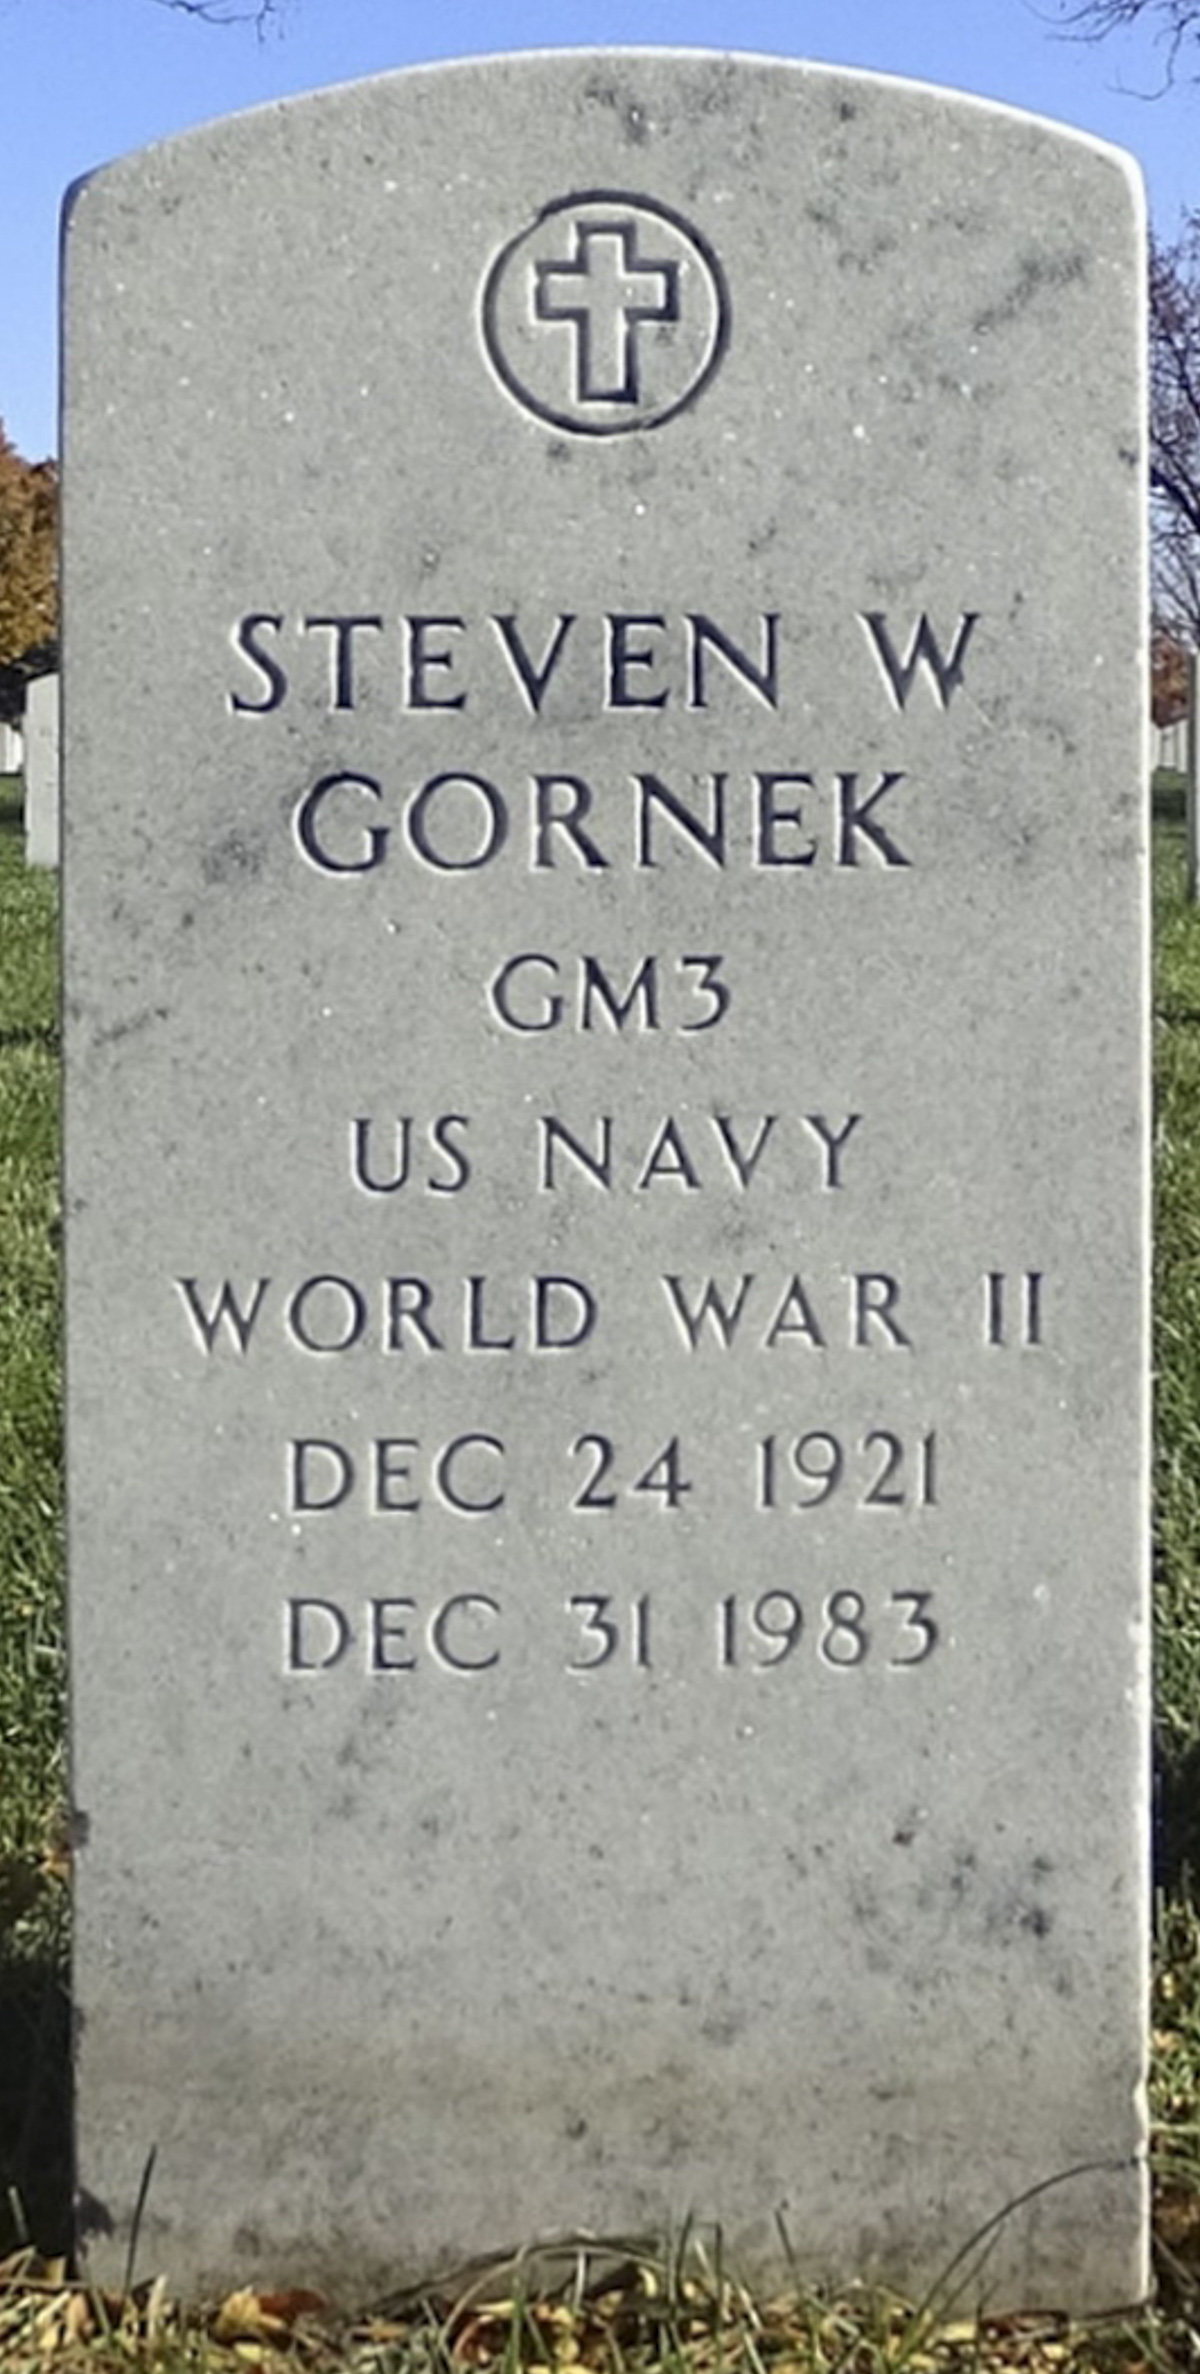 STEVEN W
GORNEK
GM3
US NAVY
WORLD WAR II
DEC 24 1921
DEC 31 1983